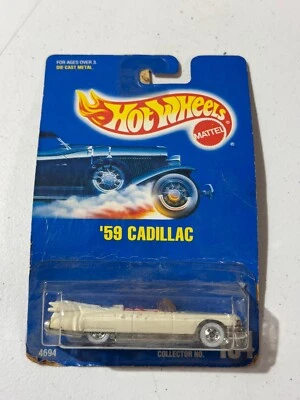 FOR AGES OVER 3
DIE CAST METAL
Hot Wheels
MATTEL
'59 CADILLAC
4694
COLLECTOR NO.